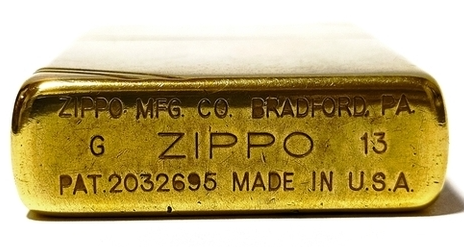 ZIPPO MFG. CO. BRADFORD, PA.
G ZIPPO 13
PAT. 2032695 MADE IN U.S.A.